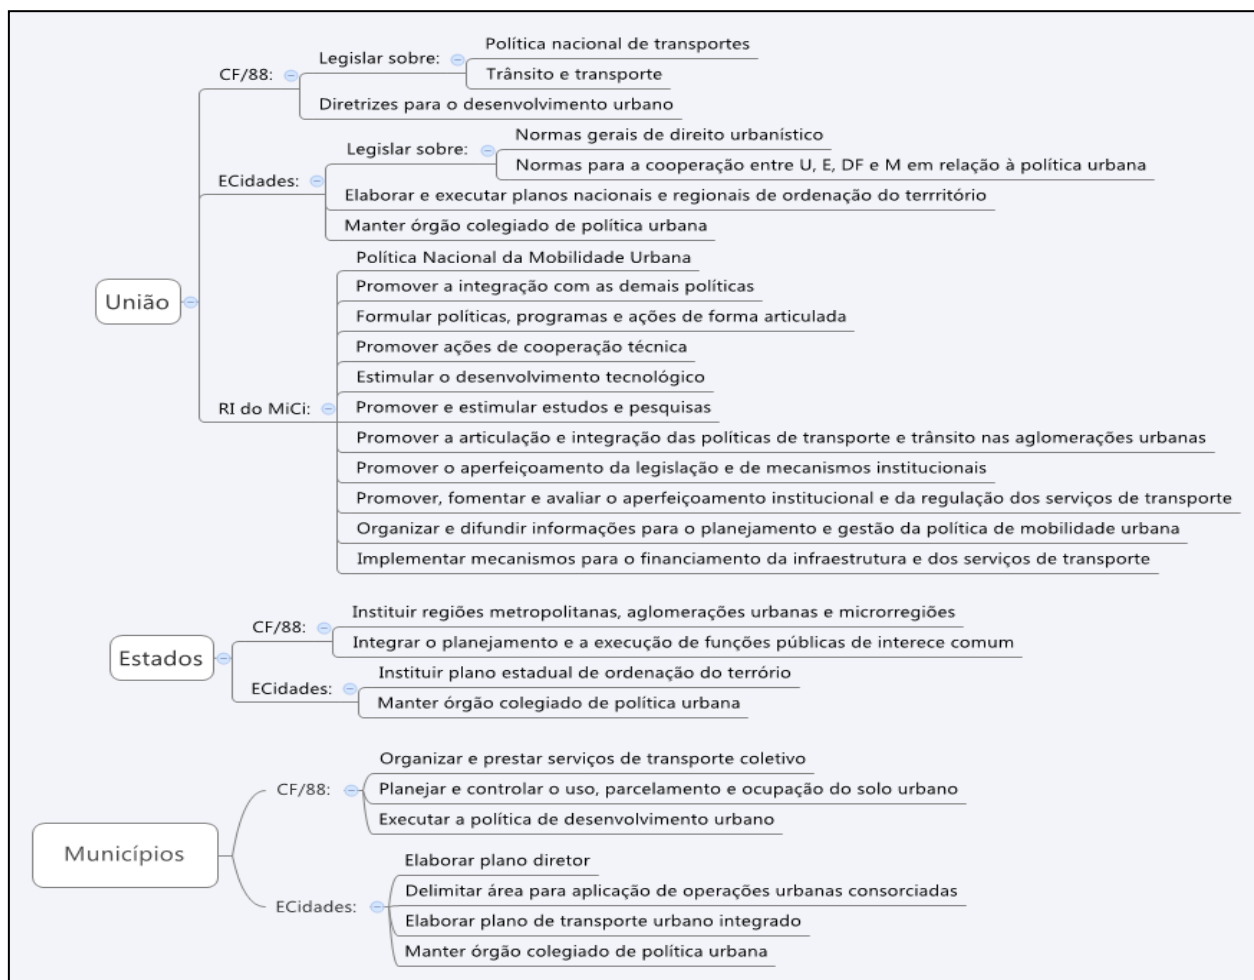 União
CF/88:
Legislar sobre:
Política nacional de transportes
Trânsito e transporte
Diretrizes para o desenvolvimento urbano
ECidades:
Legislar sobre:
Normas gerais de direito urbanístico
Normas para a cooperação entre U, E, DF e M em relação à política urbana
Elaborar e executar planos nacionais e regionais de ordenação do terrritório
Manter órgão colegiado de política urbana
RI do MiCi:
Política Nacional da Mobilidade Urbana
Promover a integração com as demais políticas
Formular políticas, programas e ações de forma articulada
Promover ações de cooperação técnica
Estimular o desenvolvimento tecnológico
Promover e estimular estudos e pesquisas
Promover a articulação e integração das políticas de transporte e trânsito nas aglomerações urbanas
Promover o aperfeiçoamento da legislação e de mecanismos institucionais
Promover, fomentar e avaliar o aperfeiçoamento institucional e da regulação dos serviços de transporte
Organizar e difundir informações para o planejamento e gestão da política de mobilidade urbana
Implementar mecanismos para o financiamento da infraestrutura e dos serviços de transporte
Estados
CF/88:
Instituir regiões metropolitanas, aglomerações urbanas e microrregiões
Integrar o planejamento e a execução de funções públicas de interece comum
ECidades:
Instituir plano estadual de ordenação do terrório
Manter órgão colegiado de política urbana
Municípios
CF/88:
Organizar e prestar serviços de transporte coletivo
Planejar e controlar o uso, parcelamento e ocupação do solo urbano
Executar a política de desenvolvimento urbano
ECidades:
Elaborar plano diretor
Delimitar área para aplicação de operações urbanas consorciadas
Elaborar plano de transporte urbano integrado
Manter órgão colegiado de política urbana